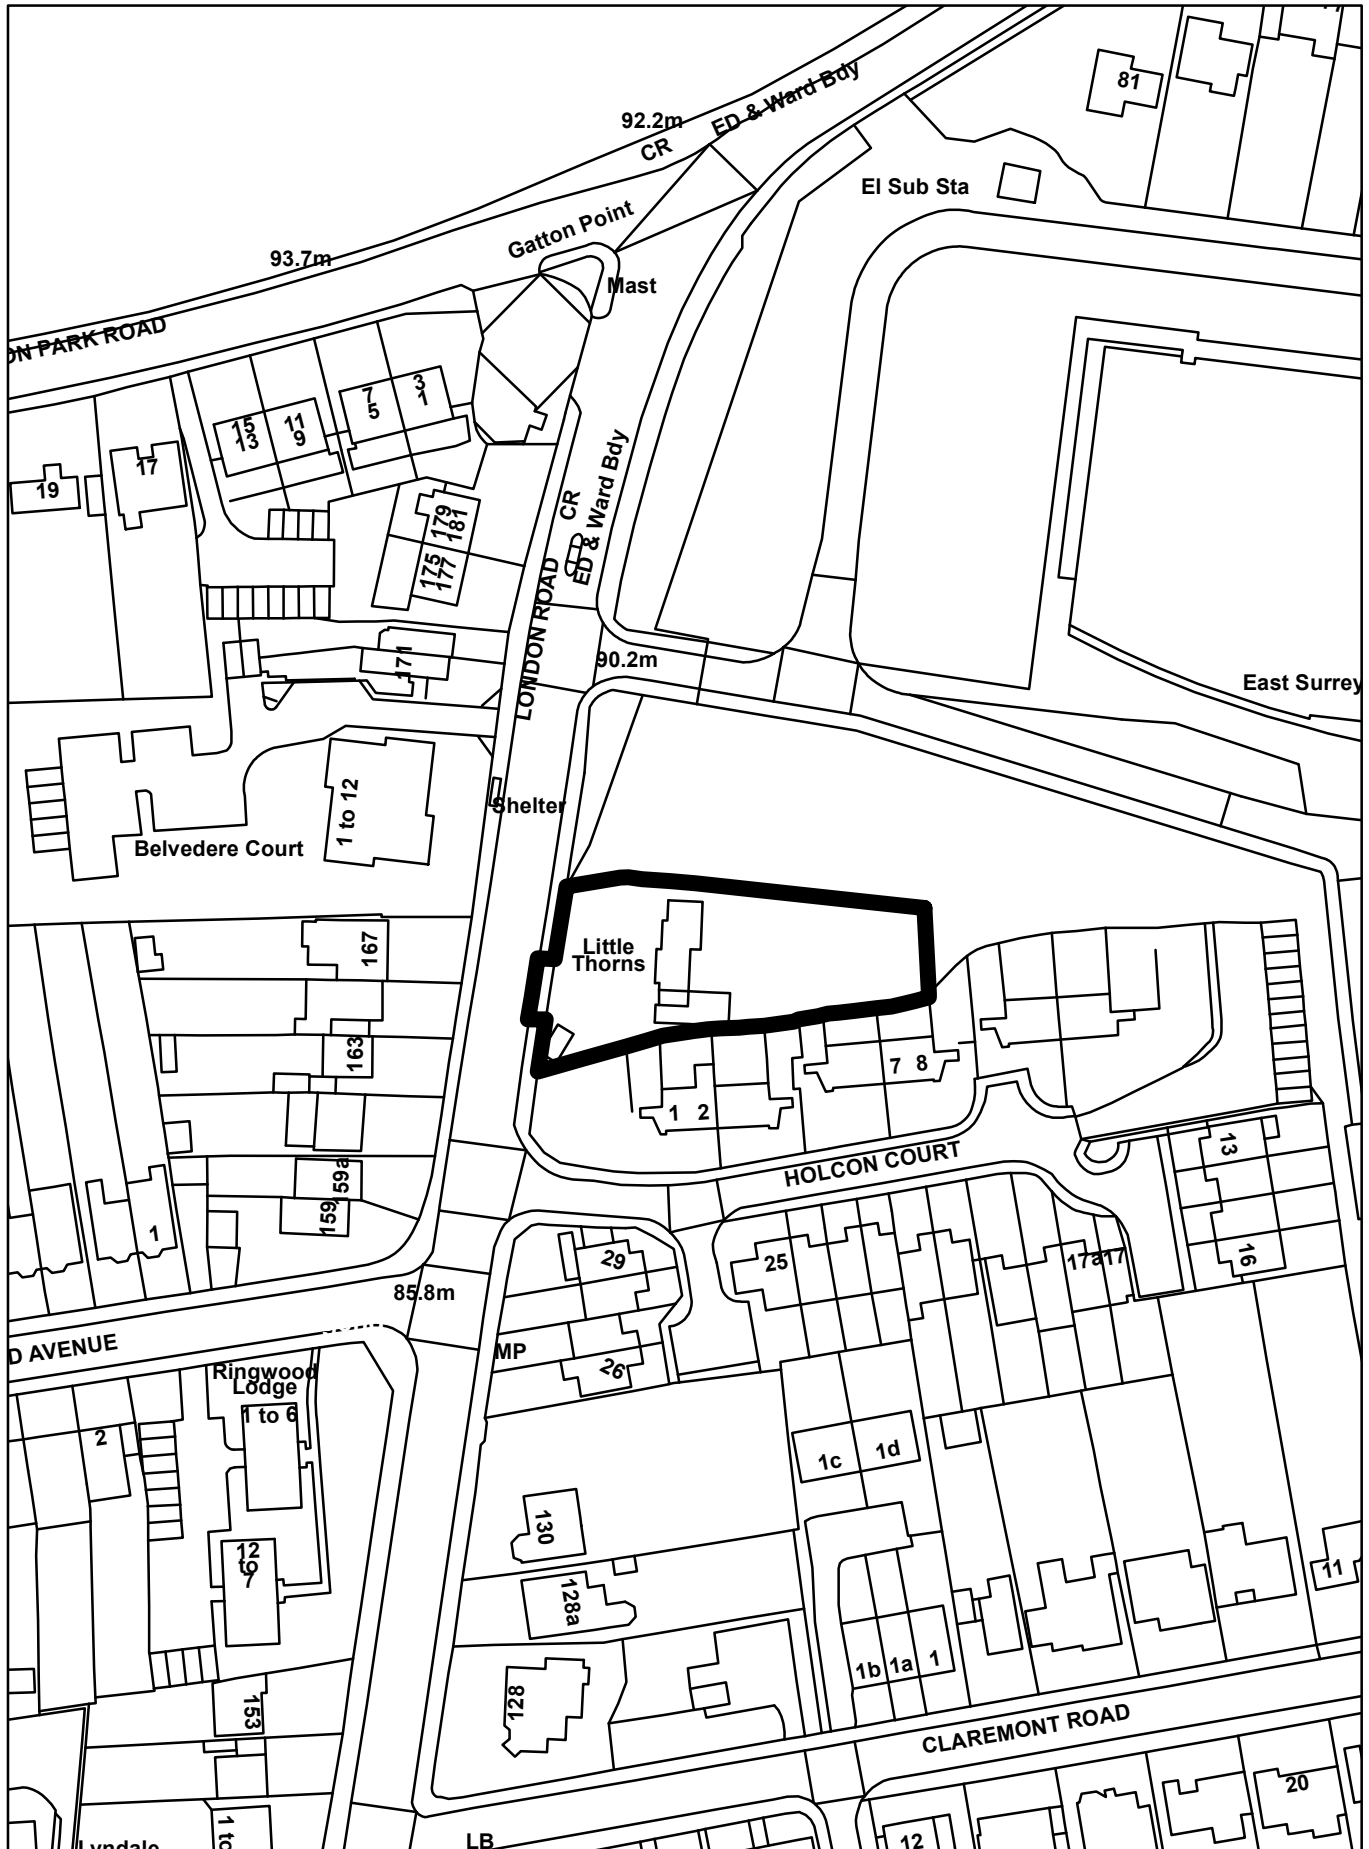 81
92.2m
ED & Ward Bdy
CR
El Sub Sta
Gatton Point
93.7m
Mast
ON PARK ROAD
3
1
7
5
15
13
11
9
17
19
CR
ED & Ward Bdy
179
181
175
177
LONDON ROAD
171
90.2m
East Surrey
Shelter
1 to 12
Belvedere Court
167
Little
Thorns
163
7 8
1 2
HOLCON COURT
13
159a
159
1
29
25
17a
17
16
85.8m
D AVENUE
MP
Ringwood
Lodge
1 to 6
26
2
1c
1d
130
12
to
7
11
128a
1b
1a
1
128
153
CLAREMONT ROAD
20
1 to
LB
12
Lyndale